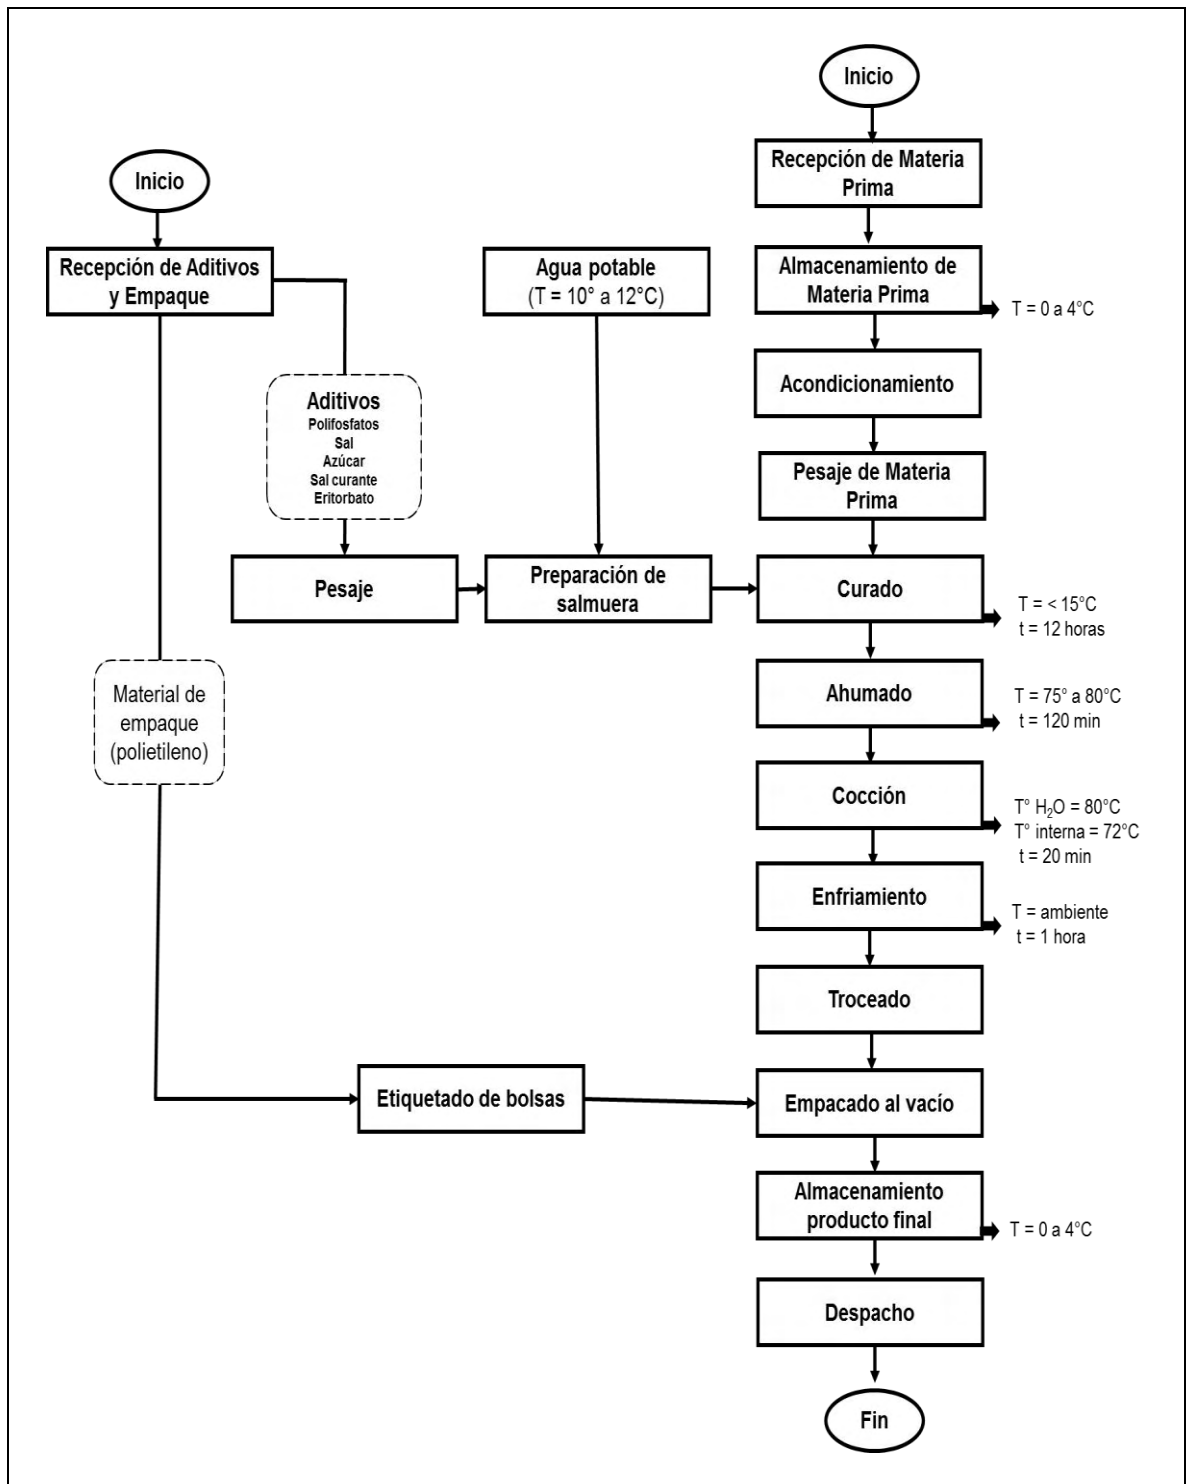 Inicio
Recepción de Materia
Prima
Almacenamiento de
Materia Prima
T = 0 a 4°C
Acondicionamiento
Pesaje de Materia
Prima
Inicio
Recepción de Aditivos
y Empaque
Agua potable
(T = 10° a 12°C)
Aditivos
Polifosfatos
Sal
Azúcar
Sal curante
Eritorbato
Pesaje
Preparación de
salmuera
Curado
T = < 15°C
t = 12 horas
Ahumado
T = 75° a 80°C
t = 120 min
Material de
empaque
(polietileno)
Cocción
T° H₂O = 80°C
T° interna = 72°C
t = 20 min
Enfriamiento
T = ambiente
t = 1 hora
Troceado
Etiquetado de bolsas
Empacado al vacío
Almacenamiento
producto final
T = 0 a 4°C
Despacho
Fin